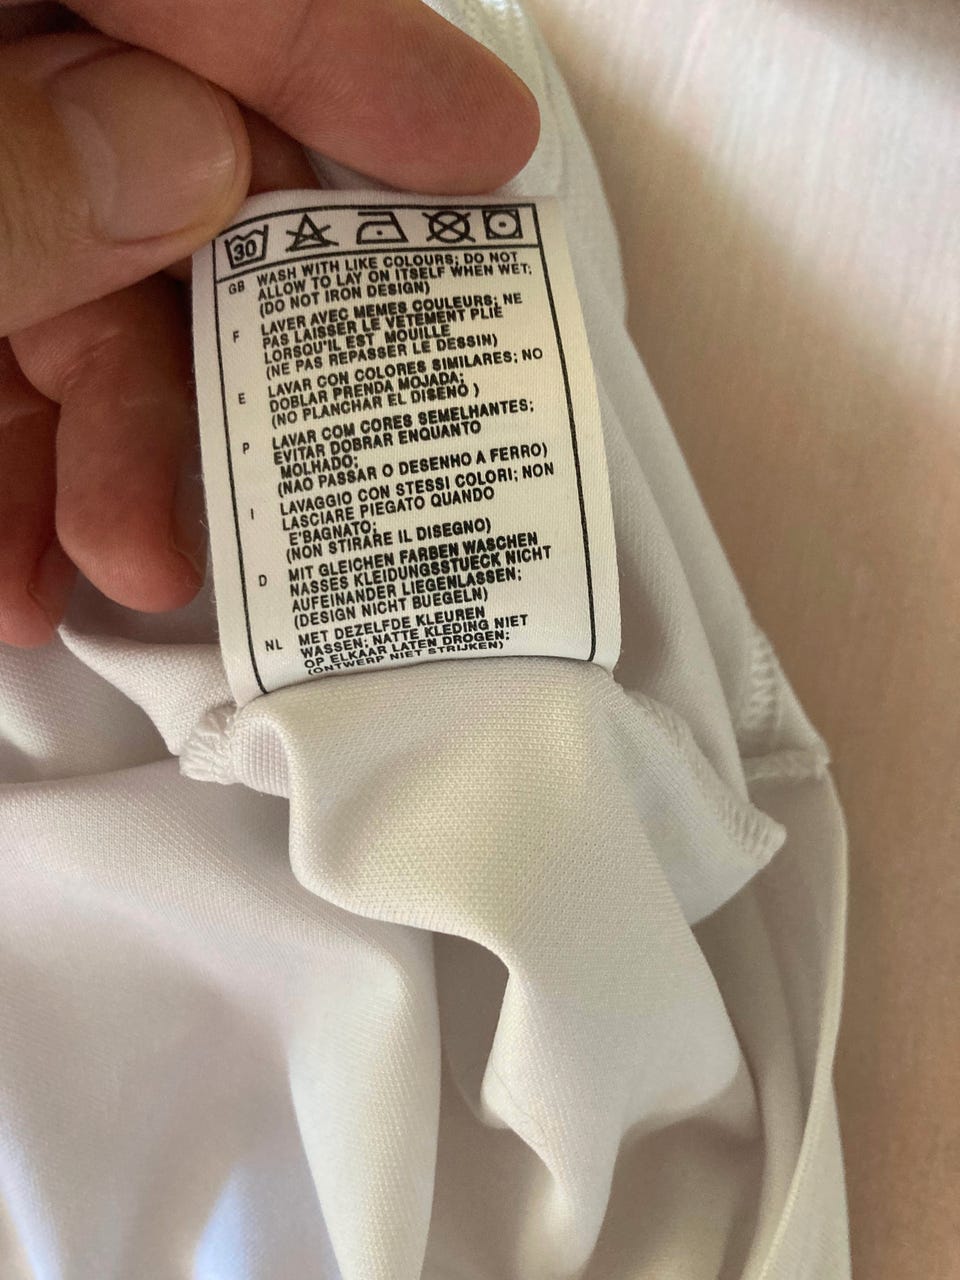 30
GB WASH WITH LIKE COLOURS; DO NOT
ALLOW TO LAY ON ITSELF WHEN WET;
(DO NOT IRON DESIGN)
F LAVER AVEC MEMES COULEURS; NE
PAS LAISSER LE VETEMENT PLIE
LORSQU'IL EST MOUILLE
(NE PAS REPASSER LE DESSIN)
E LAVAR CON COLORES SIMILARES; NO
DOBLAR PRENDA MOJADA;
(NO PLANCHAR EL DISENO )
P LAVAR COM CORES SEMELHANTES;
EVITAR DOBRAR ENQUANTO
MOLHADO;
(NAO PASSAR O DESENHO A FERRO)
I LAVAGGIO CON STESSI COLORI; NON
LASCIARE PIEGATO QUANDO
E'BAGNATO;
(NON STIRARE IL DISEGNO)
D MIT GLEICHEN FARBEN WASCHEN
NASSES KLEIDUNGSSTUECK NICHT
AUFEINANDER LIEGENLASSEN;
(DESIGN NICHT BUEGELN)
NL MET DEZELFDE KLEUREN
WASSEN; NATTE KLEDING NIET
OP ELKAAR LATEN DROGEN;
(ONTWERP NIET STRIJKEN)